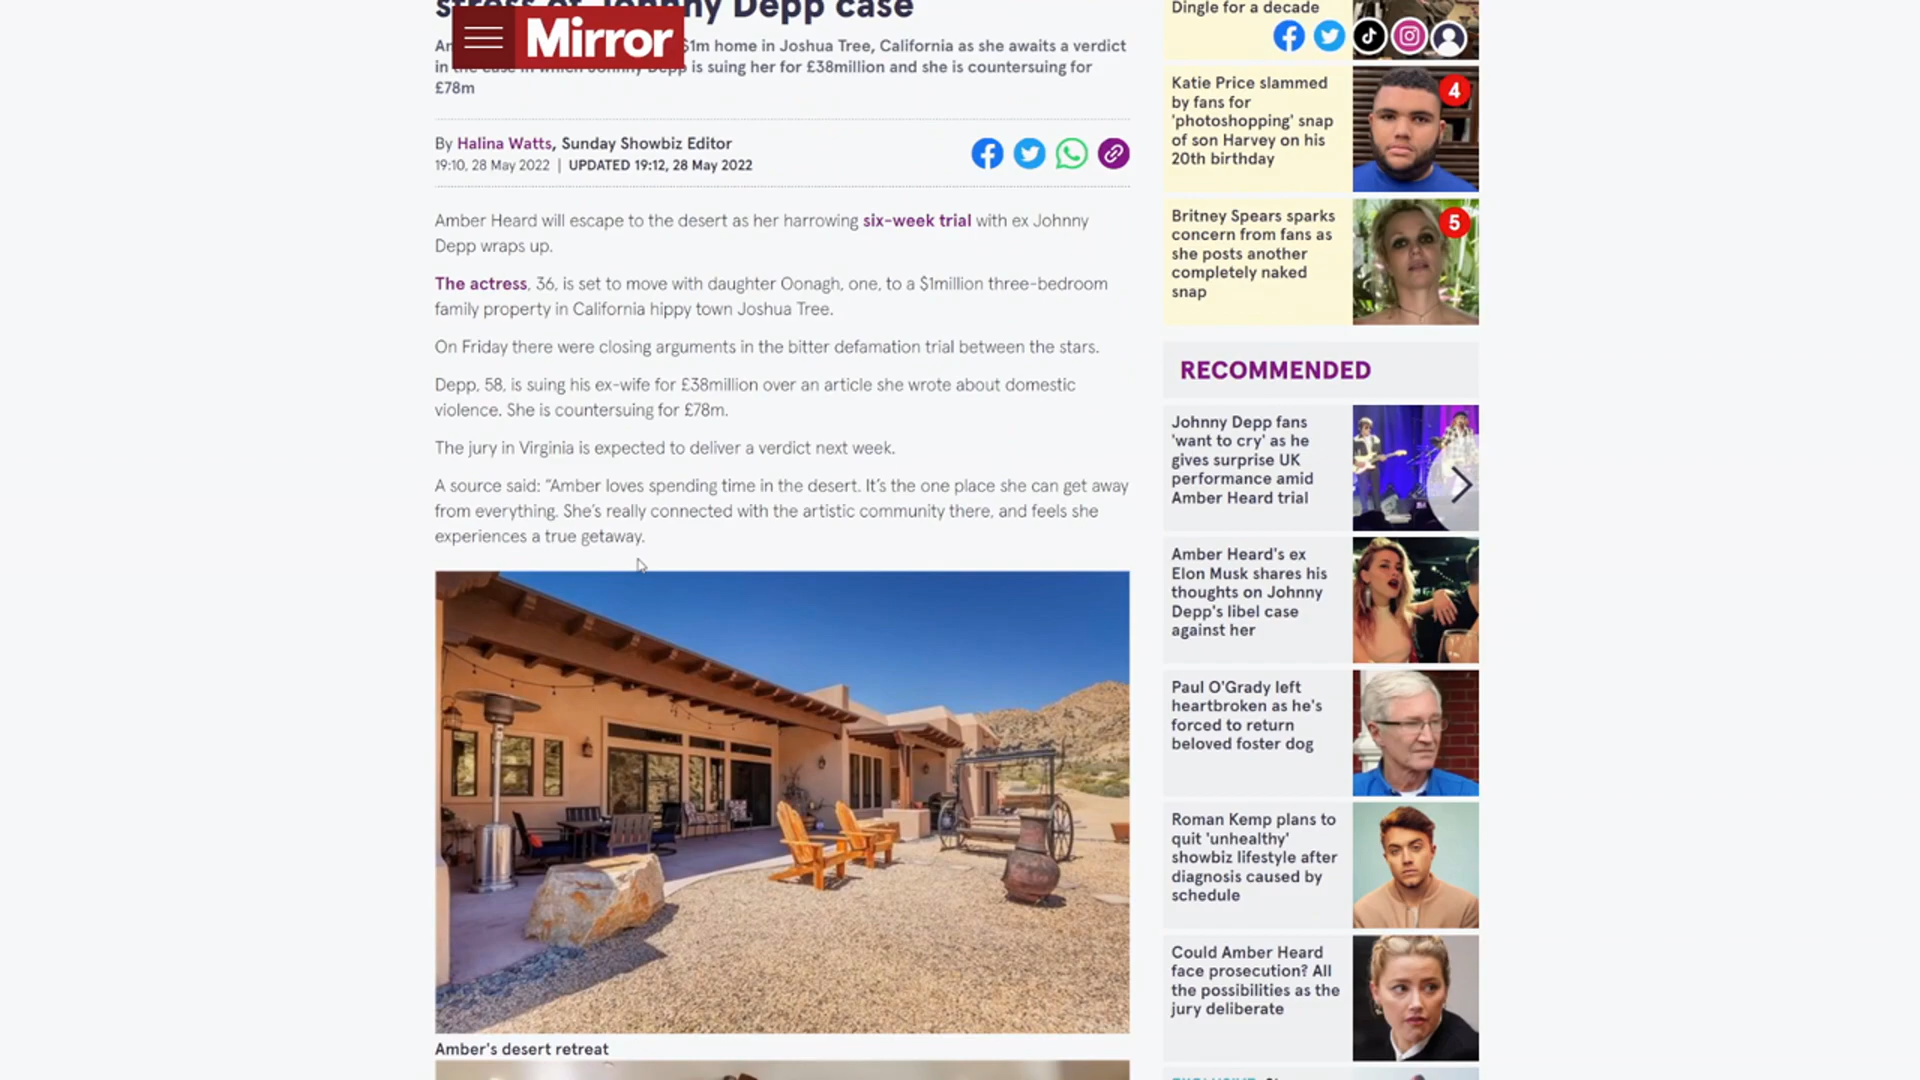 stress of Johnny Depp case
Mirror
$1m home in Joshua Tree, California as she awaits a verdict
in the case in which Johnny Depp is suing her for £38million and she is countersuing for
£78m
By Halina Watts, Sunday Showbiz Editor
19:10, 28 May 2022 | UPDATED 19:12, 28 May 2022
Amber Heard will escape to the desert as her harrowing six-week trial with ex Johnny
Depp wraps up.
The actress, 36, is set to move with daughter Oonagh, one, to a $1million three-bedroom
family property in California hippy town Joshua Tree.
On Friday there were closing arguments in the bitter defamation trial between the stars.
Depp, 58, is suing his ex-wife for £38million over an article she wrote about domestic
violence. She is countersuing for £78m.
The jury in Virginia is expected to deliver a verdict next week.
A source said: “Amber loves spending time in the desert. It’s the one place she can get away
from everything. She’s really connected with the artistic community there, and feels she
experiences a true getaway.
Amber's desert retreat
Dingle for a decade
Katie Price slammed
by fans for
'photoshopping' snap
of son Harvey on his
20th birthday
4
Britney Spears sparks
concern from fans as
she posts another
completely naked
snap
5
RECOMMENDED
Johnny Depp fans
'want to cry' as he
gives surprise UK
performance amid
Amber Heard trial
Amber Heard's ex
Elon Musk shares his
thoughts on Johnny
Depp's libel case
against her
Paul O'Grady left
heartbroken as he's
forced to return
beloved foster dog
Roman Kemp plans to
quit 'unhealthy'
showbiz lifestyle after
diagnosis caused by
schedule
Could Amber Heard
face prosecution? All
the possibilities as the
jury deliberate